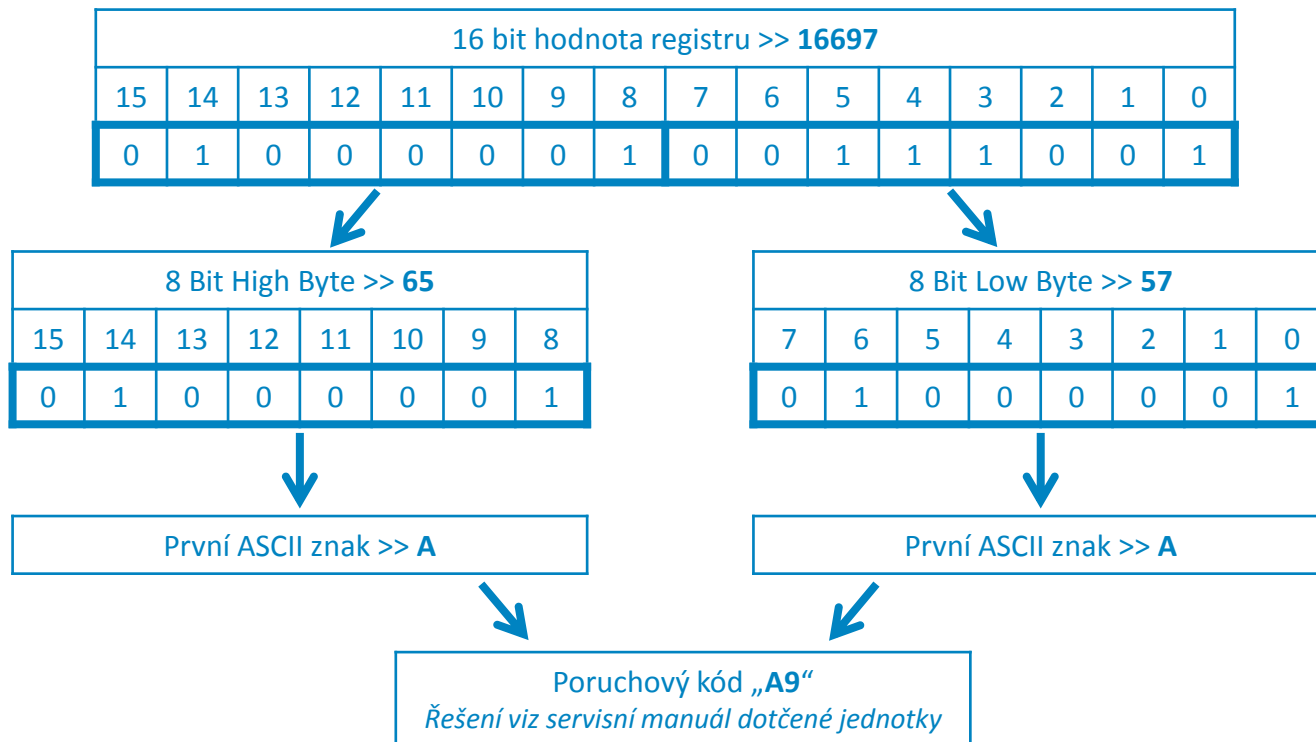 16 bit hodnota registru >> 16697
15 14 13 12 11 10 9 8 7 6 5 4 3 2 1 0
0 1 0 0 0 0 0 1 0 0 1 1 1 0 0 1
8 Bit High Byte >> 65
15 14 13 12 11 10 9 8
0 1 0 0 0 0 0 1
První ASCII znak >> A
8 Bit Low Byte >> 57
7 6 5 4 3 2 1 0
0 1 0 0 0 0 0 1
První ASCII znak >> A
Poruchový kód „A9“
Řešení viz servisní manuál dotčené jednotky